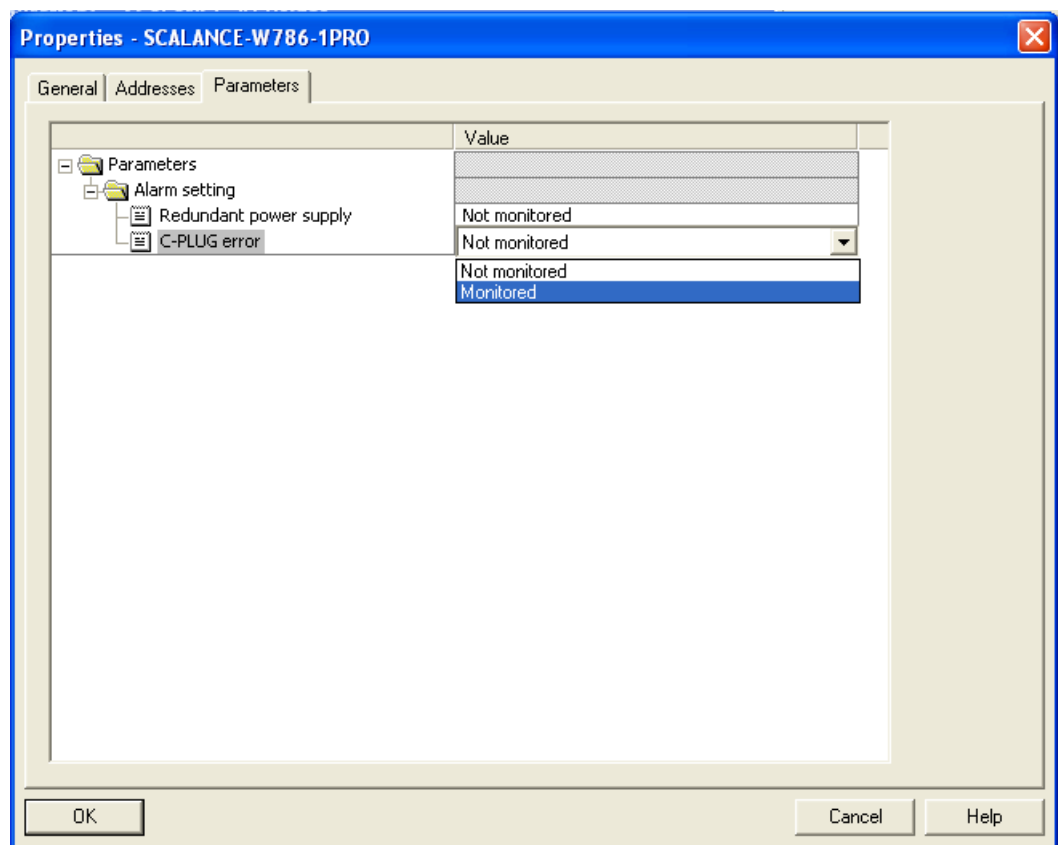 Properties - SCALANCE-W786-1PRO
General Addresses Parameters
Value
Parameters
Alarm setting
Redundant power supply Not monitored
C-PLUG error Not monitored
Not monitored
Monitored
OK Cancel Help